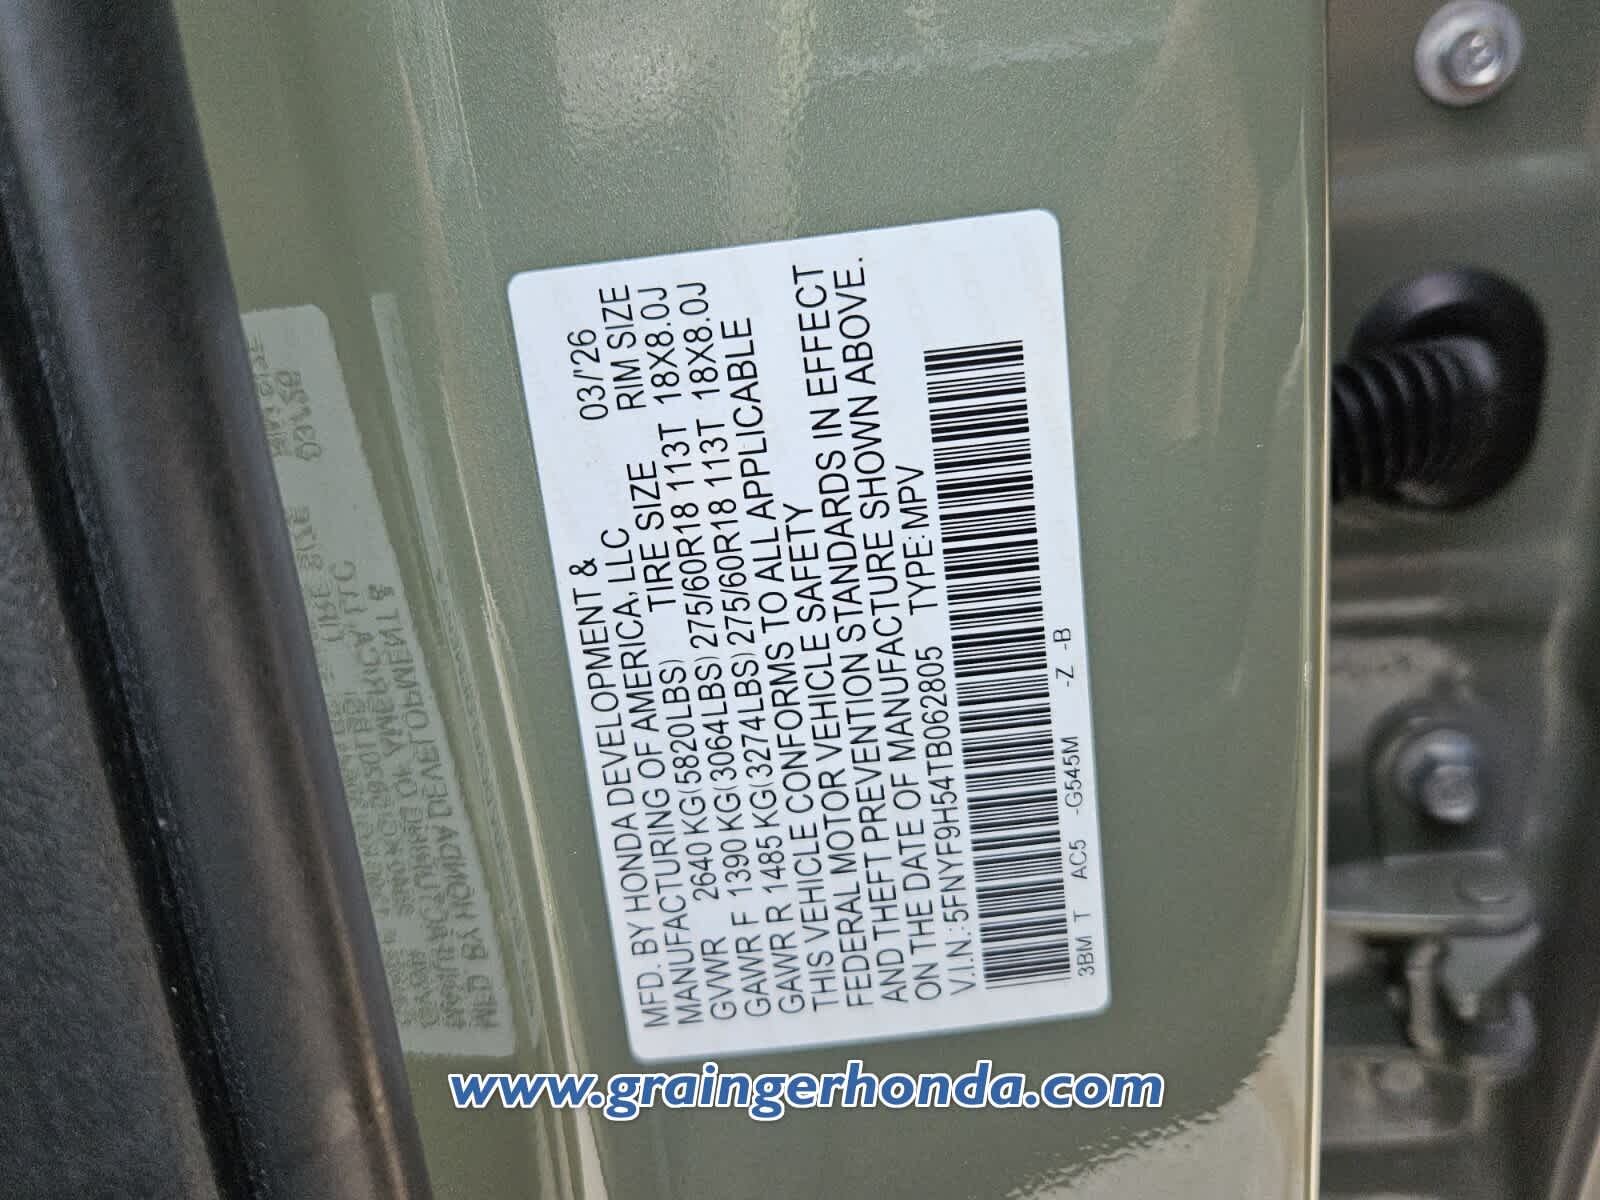 MFD. BY HONDA DEVELOPMENT & 03/'26
MANUFACTURING OF AMERICA, LLC RIM SIZE
TIRE SIZE
GVWR 2640 KG(5820LBS)
GAWR F 1390 KG(3064LBS) 275/60R18 113T 18X8.0J
GAWR R 1485 KG(3274LBS) 275/60R18 113T 18X8.0J
THIS VEHICLE CONFORMS TO ALL APPLICABLE
FEDERAL MOTOR VEHICLE SAFETY
AND THEFT PREVENTION STANDARDS IN EFFECT
ON THE DATE OF MANUFACTURE SHOWN ABOVE.
V.I.N.:5FNYF9H54TB062805 TYPE:MPV
3BM T AC5 -G545M -Z -B
www.graingerhonda.com